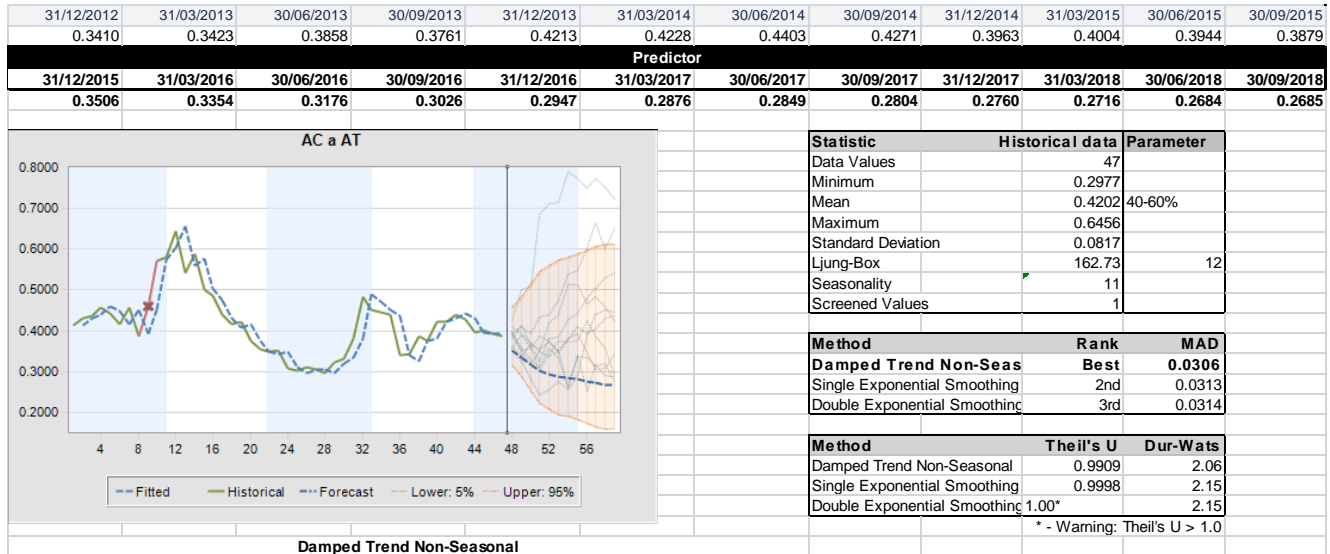 31/12/2012 31/03/2013 30/06/2013 30/09/2013 31/12/2013 31/03/2014 30/06/2014 30/09/2014 31/12/2014 31/03/2015 30/06/2015 30/09/2015
0.3410 0.3423 0.3858 0.3761 0.4213 0.4228 0.4403 0.4271 0.3963 0.4004 0.3944 0.3879
Predictor
31/12/2015 31/03/2016 30/06/2016 30/09/2016 31/12/2016 31/03/2017 30/06/2017 30/09/2017 31/12/2017 31/03/2018 30/06/2018 30/09/2018
0.3506 0.3354 0.3176 0.3026 0.2947 0.2876 0.2849 0.2804 0.2760 0.2716 0.2684 0.2685
AC a AT
0.8000
0.7000
0.6000
0.5000
0.4000
0.3000
0.2000
4 8 12 16 20 24 28 32 36 40 44 48 52 56
Fitted Historical Forecast Lower: 5% Upper: 95%
Damped Trend Non-Seasonal
Statistic Historical data Parameter
Data Values 47
Minimum 0.2977
Mean 0.4202 40-60%
Maximum 0.6456
Standard Deviation 0.0817
Ljung-Box 162.73 12
Seasonality 11
Screened Values 1
Method Rank MAD
Damped Trend Non-Seas Best 0.0306
Single Exponential Smoothing 2nd 0.0313
Double Exponential Smoothing 3rd 0.0314
Method Theil's U Dur-Wats
Damped Trend Non-Seasonal 0.9909 2.06
Single Exponential Smoothing 0.9998 2.15
Double Exponential Smoothing 1.00* 2.15
* - Warning: Theil's U > 1.0